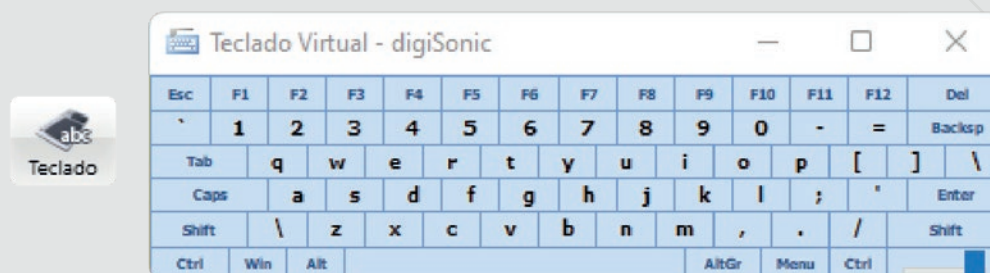 Teclado Virtual - digiSonic
Esc F1 F2 F3 F4 F5 F6 F7 F8 F9 F10 F11 F12 Del
` 1 2 3 4 5 6 7 8 9 0 - = Backsp
Tab q w e r t y u i o p [ ] \
Caps a s d f g h j k l ; ' Enter
Shift \ z x c v b n m , . / Shift
Ctrl Win Alt AltGr Menu Ctrl
abc
Teclado